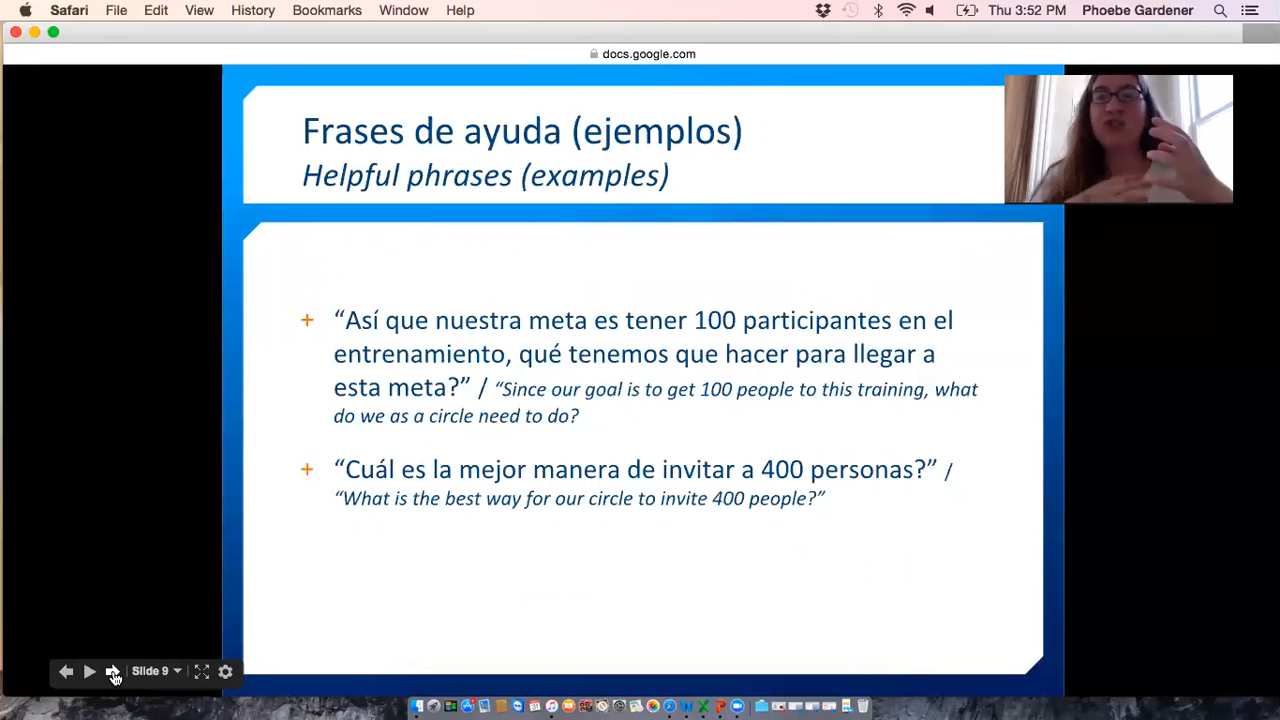 Safari File Edit View History Bookmarks Window Help Thu 3:52 PM Phoebe Gardener
docs.google.com
Frases de ayuda (ejemplos)
Helpful phrases (examples)
+ “Así que nuestra meta es tener 100 participantes en el
entrenamiento, qué tenemos que hacer para llegar a
esta meta?” / “Since our goal is to get 100 people to this training, what
do we as a circle need to do?
+ “Cuál es la mejor manera de invitar a 400 personas?” /
“What is the best way for our circle to invite 400 people?”
Slide 9